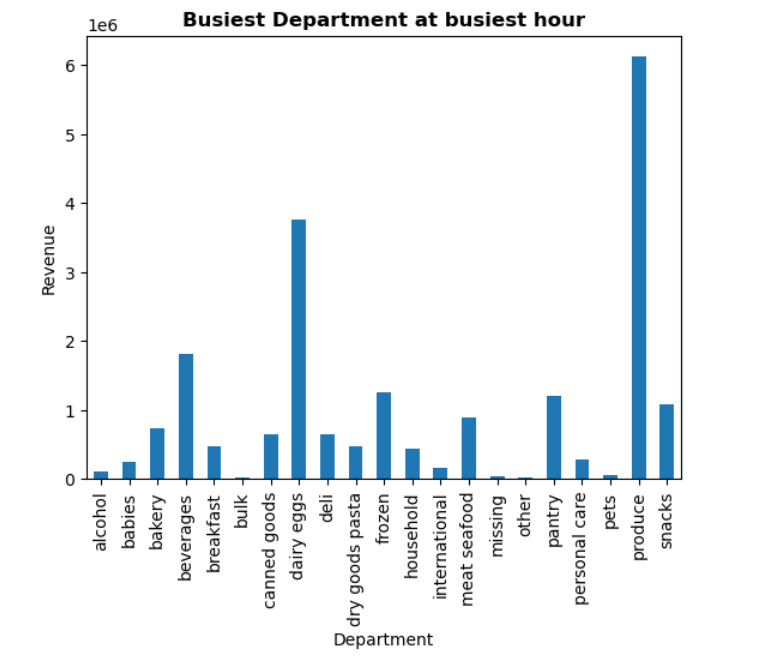 Busiest Department at busiest hour
1e6
6
5
4
3
2
1
0
Revenue
alcohol
babies
bakery
beverages
breakfast
bulk
canned goods
dairy eggs
deli
dry goods pasta
frozen
household
international
meat seafood
missing
other
pantry
personal care
pets
produce
snacks
Department